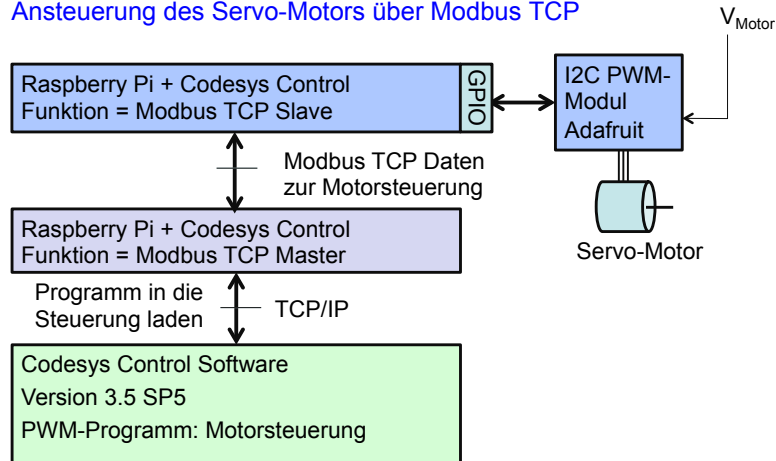 Ansteuerung des Servo-Motors über Modbus TCP
V Motor
Raspberry Pi + Codesys Control
Funktion = Modbus TCP Slave
GPIO
I2C PWM-
Modul
Adafruit
Modbus TCP Daten
zur Motorsteuerung
Raspberry Pi + Codesys Control
Funktion = Modbus TCP Master
Servo-Motor
Programm in die
Steuerung laden
TCP/IP
Codesys Control Software
Version 3.5 SP5
PWM-Programm: Motorsteuerung